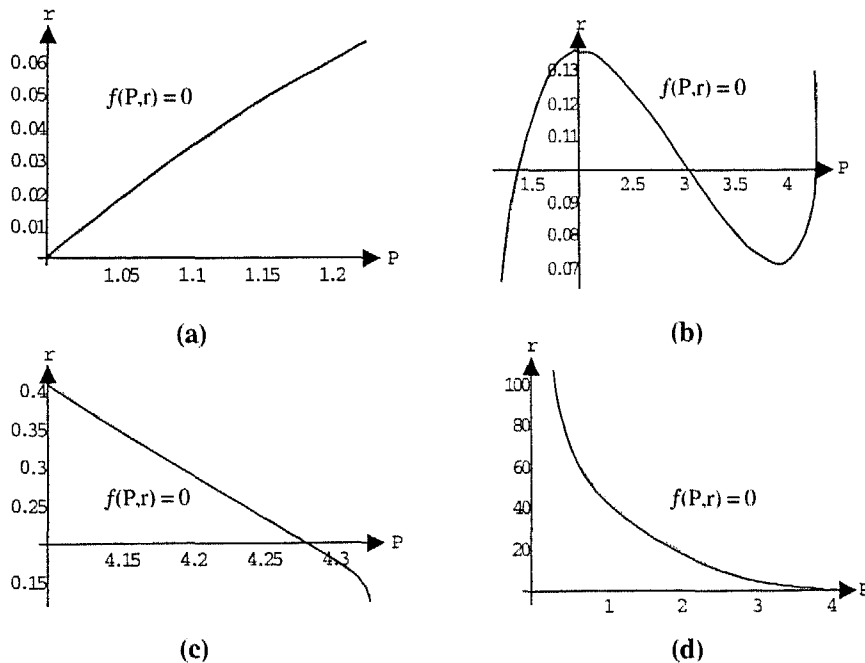 r
0.06
0.05
f(P,r) = 0
0.04
0.03
0.02
0.01
P
1.05 1.1 1.15 1.2
(a)
r
0.13
f(P,r) = 0
0.12
0.11
P
1.5 2.5 3 3.5 4
0.09
0.08
0.07
(b)
r
0.4
0.35
0.3
f(P,r) = 0
0.25
P
4.15 4.2 4.25 4.3
0.15
(c)
r
100
80
60
f(P,r) = 0
40
20
P
1 2 3 4
(d)